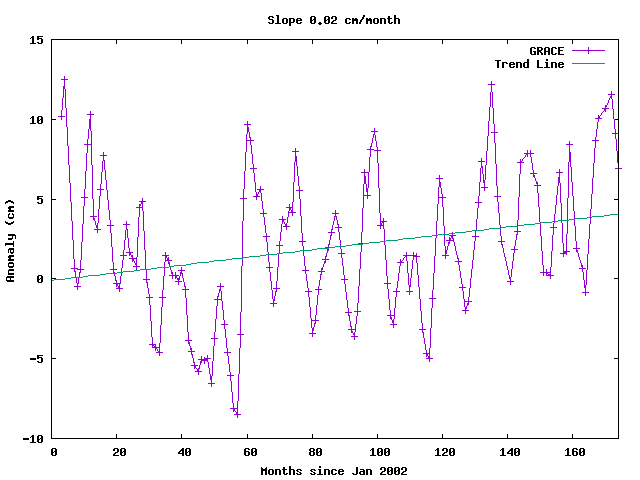 Slope 0.02 cm/month
GRACE
Trend Line
15
10
5
0
-5
-10
Anomaly (cm)
0 20 40 60 80 100 120 140 160
Months since Jan 2002